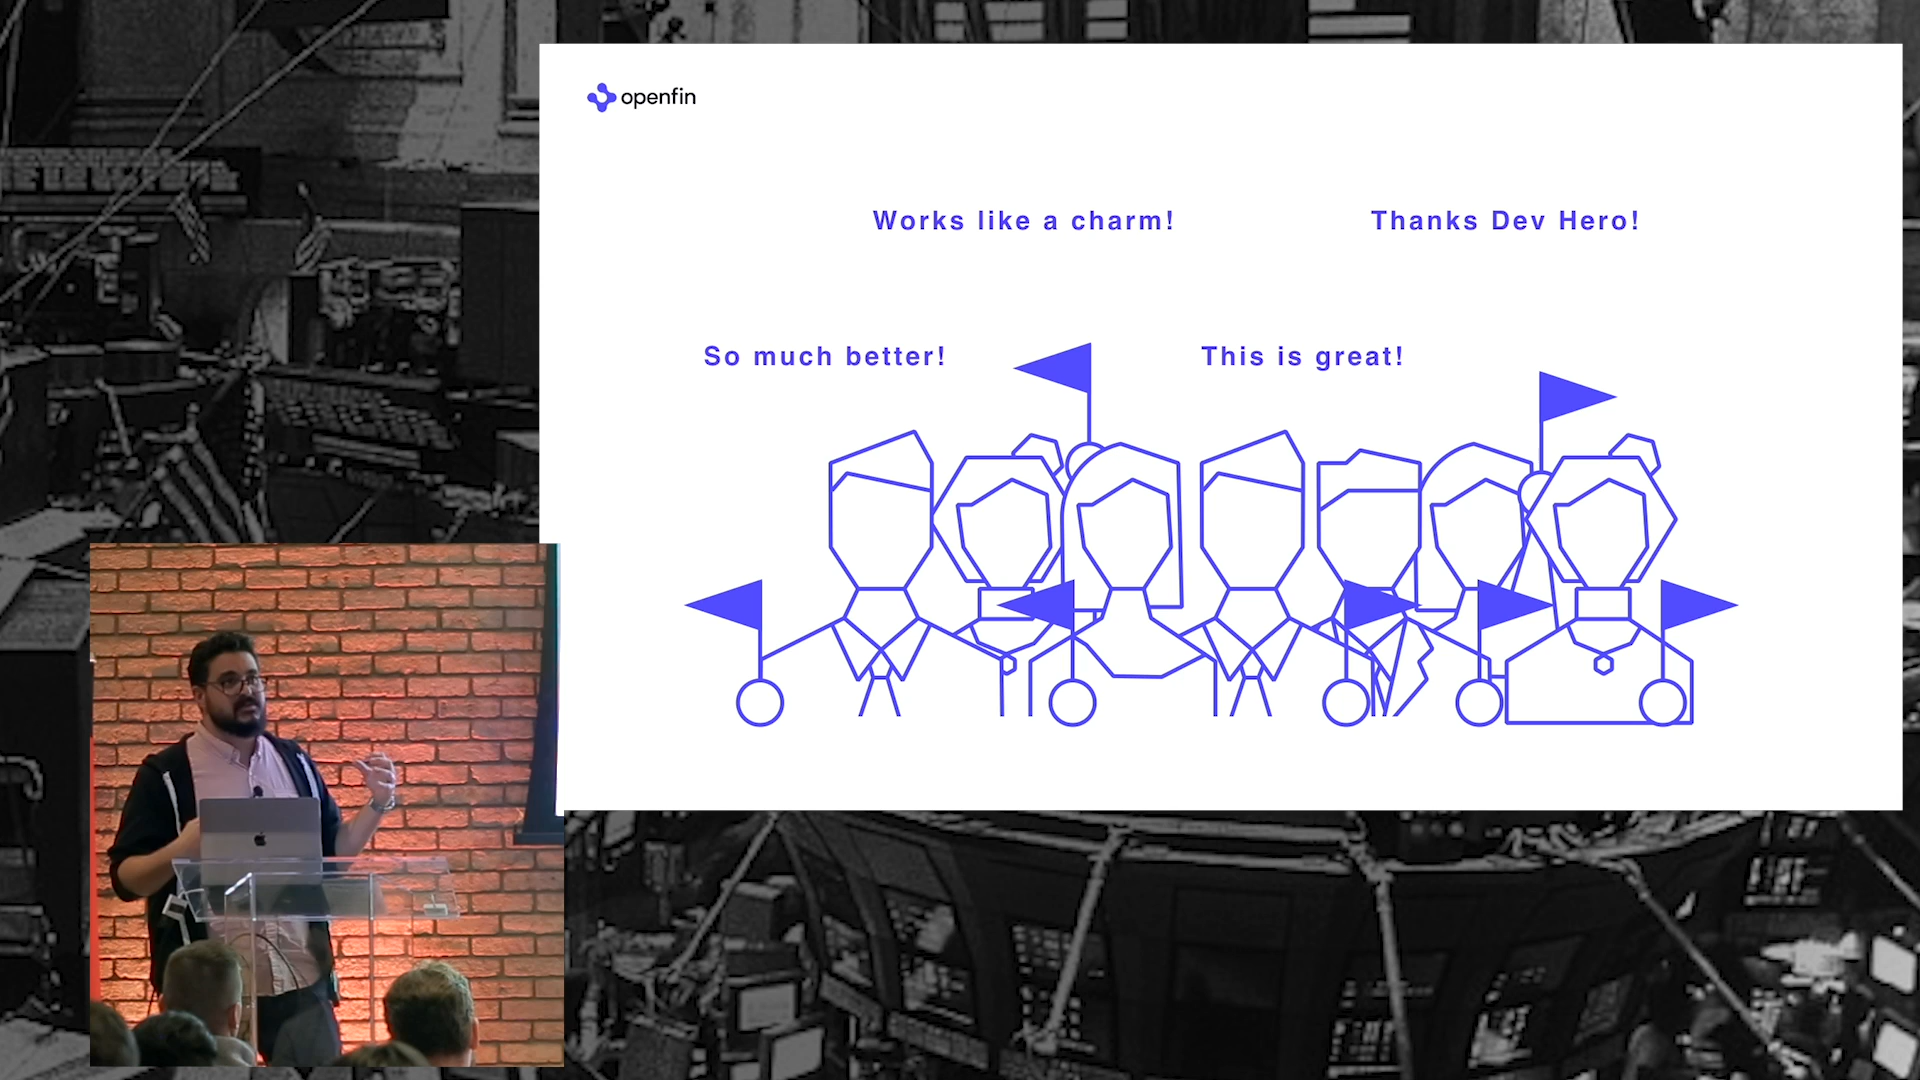 openfin
Works like a charm!
Thanks Dev Hero!
So much better!
This is great!